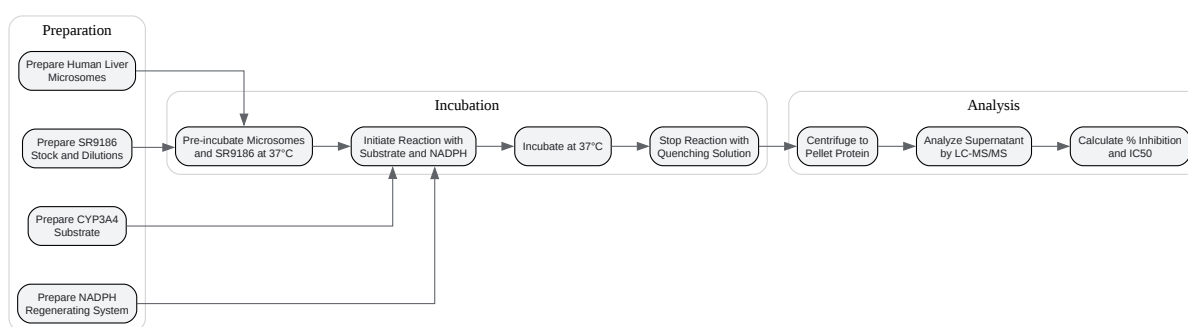 Preparation
Prepare Human Liver
Microsomes
Prepare SR9186
Stock and Dilutions
Prepare CYP3A4
Substrate
Prepare NADPH
Regenerating System
Incubation
Pre-incubate Microsomes
and SR9186 at 37°C
Initiate Reaction with
Substrate and NADPH
Incubate at 37°C
Stop Reaction with
Quenching Solution
Analysis
Centrifuge to
Pellet Protein
Analyze Supernatant
by LC-MS/MS
Calculate % Inhibition
and IC50